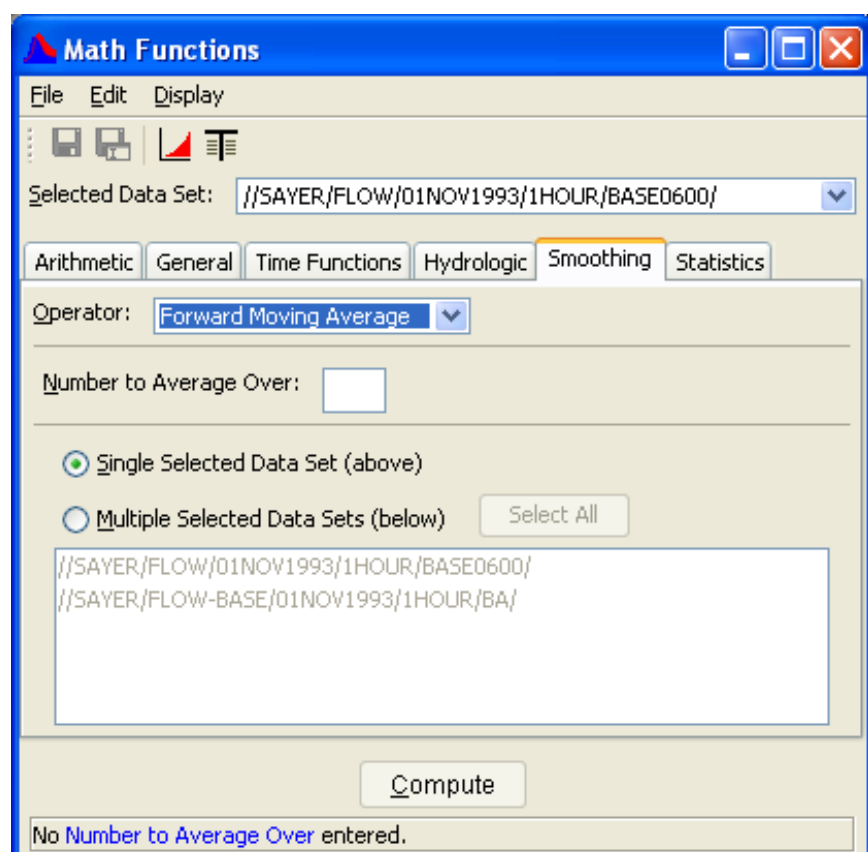 Math Functions
File Edit Display
Selected Data Set: //SAYER/FLOW/01NOV1993/1HOUR/BASE0600/
Arithmetic General Time Functions Hydrologic Smoothing Statistics
Operator: Forward Moving Average
Number to Average Over:
Single Selected Data Set (above)
Multiple Selected Data Sets (below) Select All
//SAYER/FLOW/01NOV1993/1HOUR/BASE0600/
//SAYER/FLOW-BASE/01NOV1993/1HOUR/BA/
Compute
No Number to Average Over entered.